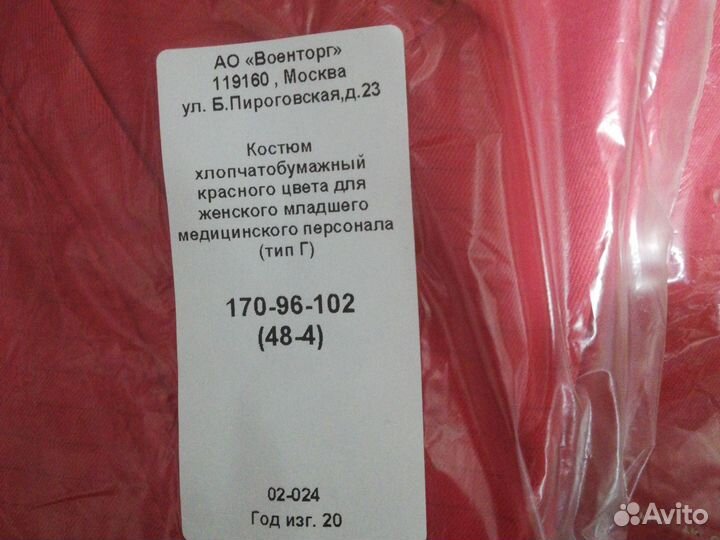 АО «Военторг»
119160 , Москва
ул. Б.Пироговская,д.23
Костюм
хлопчатобумажный
красного цвета для
женского младшего
медицинского персонала
(тип Г)
170-96-102
(48-4)
02-024
Год изг. 20
Avito